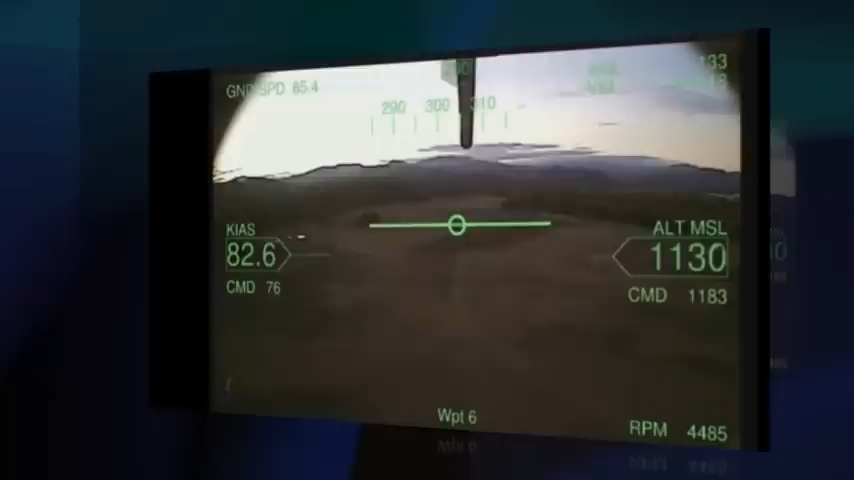 GND SPD 85.4
290 300 310
KIAS
82.6
CMD 76
ALT MSL
1130
CMD 1183
Wpt 6
RPM 4485